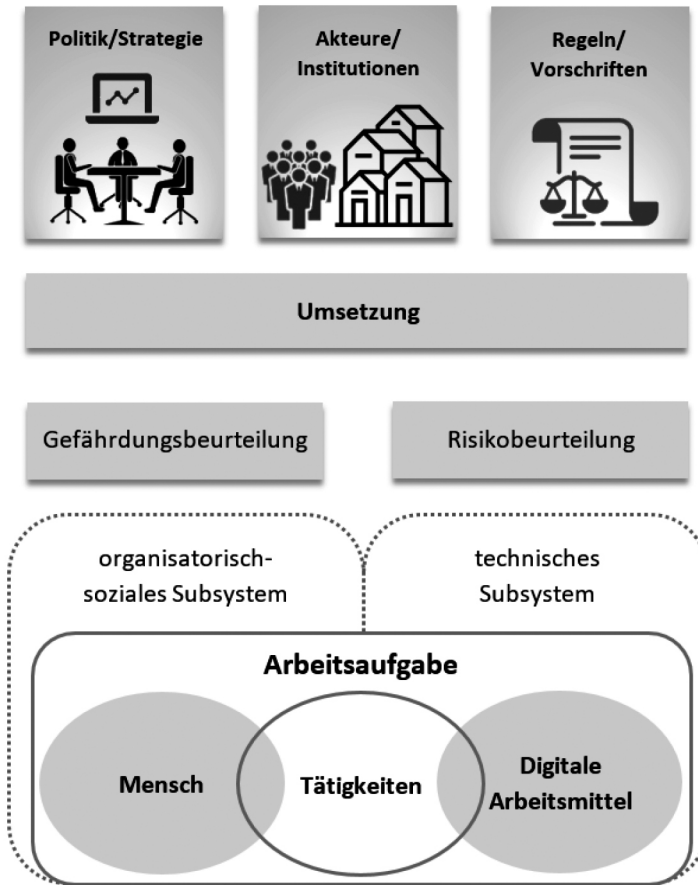 Politik/Strategie
Akteure/
Institutionen
Regeln/
Vorschriften
Umsetzung
Gefährdungsbeurteilung
Risikobeurteilung
organisatorisch-
soziales Subsystem
technisches
Subsystem
Arbeitsaufgabe
Mensch
Tätigkeiten
Digitale
Arbeitsmittel